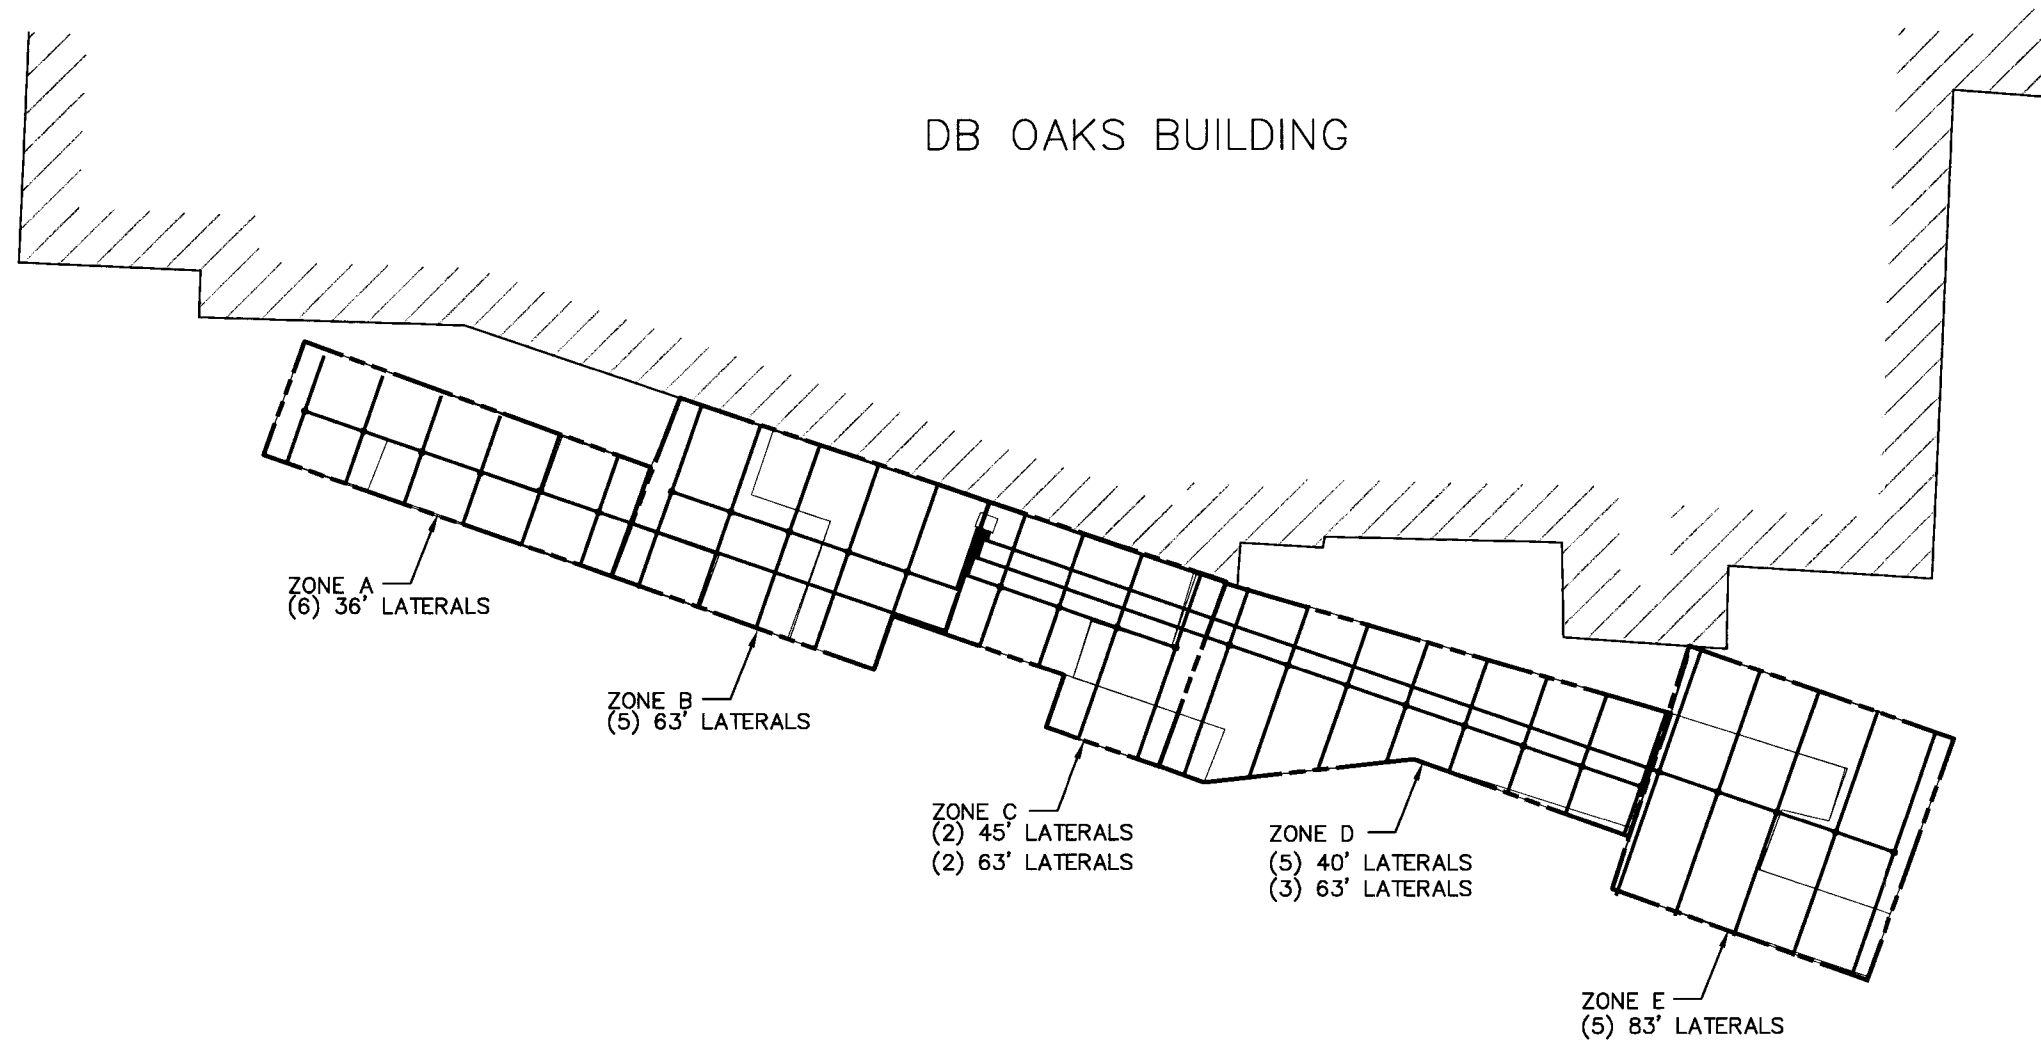 DB OAKS BUILDING
ZONE A
(6) 36' LATERALS
ZONE B
(5) 63' LATERALS
ZONE C
(2) 45' LATERALS
(2) 63' LATERALS
ZONE D
(5) 40' LATERALS
(3) 63' LATERALS
ZONE E
(5) 83' LATERALS